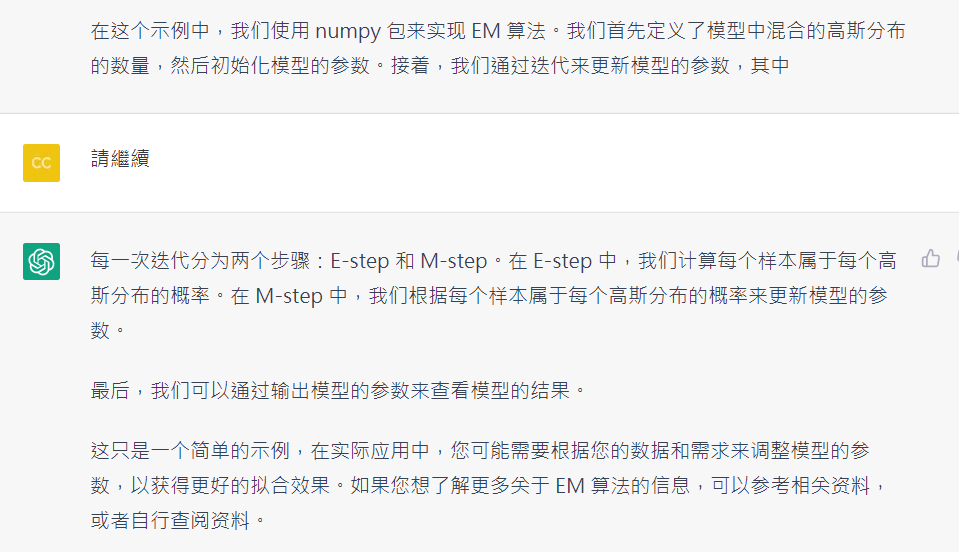 在这个示例中，我们使用 numpy 包来实现 EM 算法。我们首先定义了模型中混合的高斯分布
的数量，然后初始化模型的参数。接着，我们通过迭代来更新模型的参数，其中
CC
請繼續
每一次迭代分为两个步骤：E-step 和 M-step。在 E-step 中，我们计算每个样本属于每个高
斯分布的概率。在 M-step 中，我们根据每个样本属于每个高斯分布的概率来更新模型的参
数。
最后，我们可以通过输出模型的参数来查看模型的结果。
这只是一个简单的示例，在实际应用中，您可能需要根据您的数据和需求来调整模型的参
数，以获得更好的拟合效果。如果您想了解更多关于 EM 算法的信息，可以参考相关资料，
或者自行查阅资料。